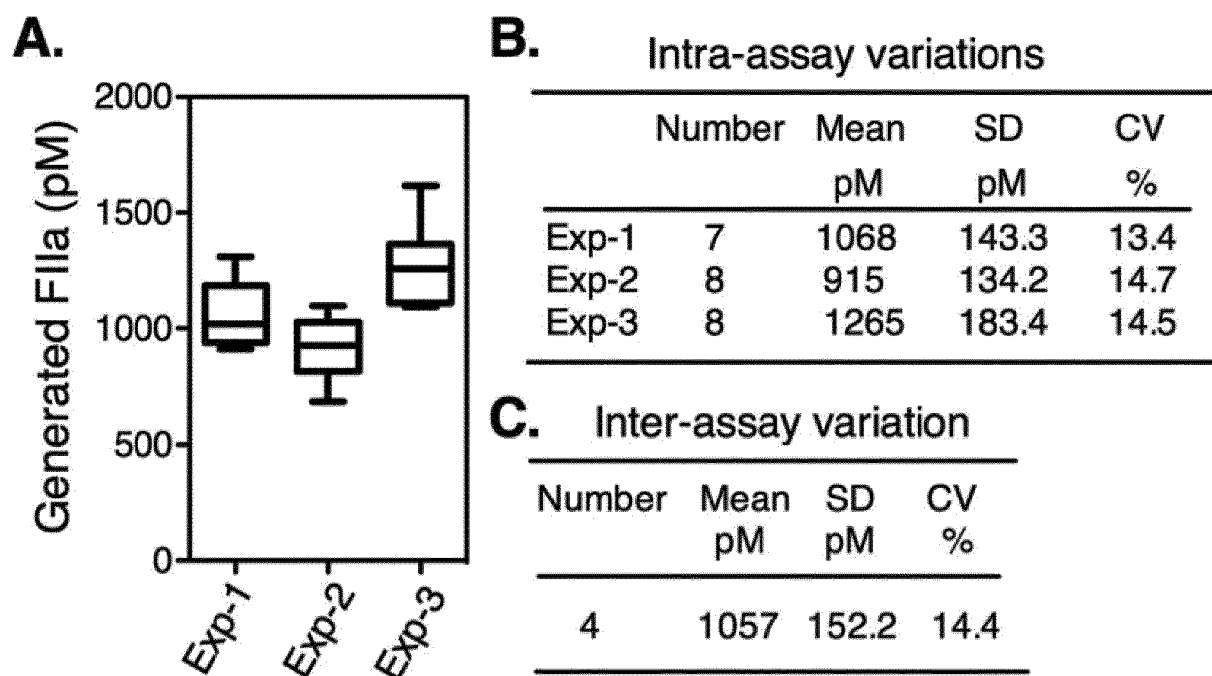 A.
Generated FIIa (pM)
2000
1500
1000
500
0
Exp-1
Exp-2
Exp-3
B.
Intra-assay variations
Number Mean SD CV
pM pM %
Exp-1 7 1068 143.3 13.4
Exp-2 8 915 134.2 14.7
Exp-3 8 1265 183.4 14.5
C.
Inter-assay variation
Number Mean SD CV
pM pM %
4 1057 152.2 14.4